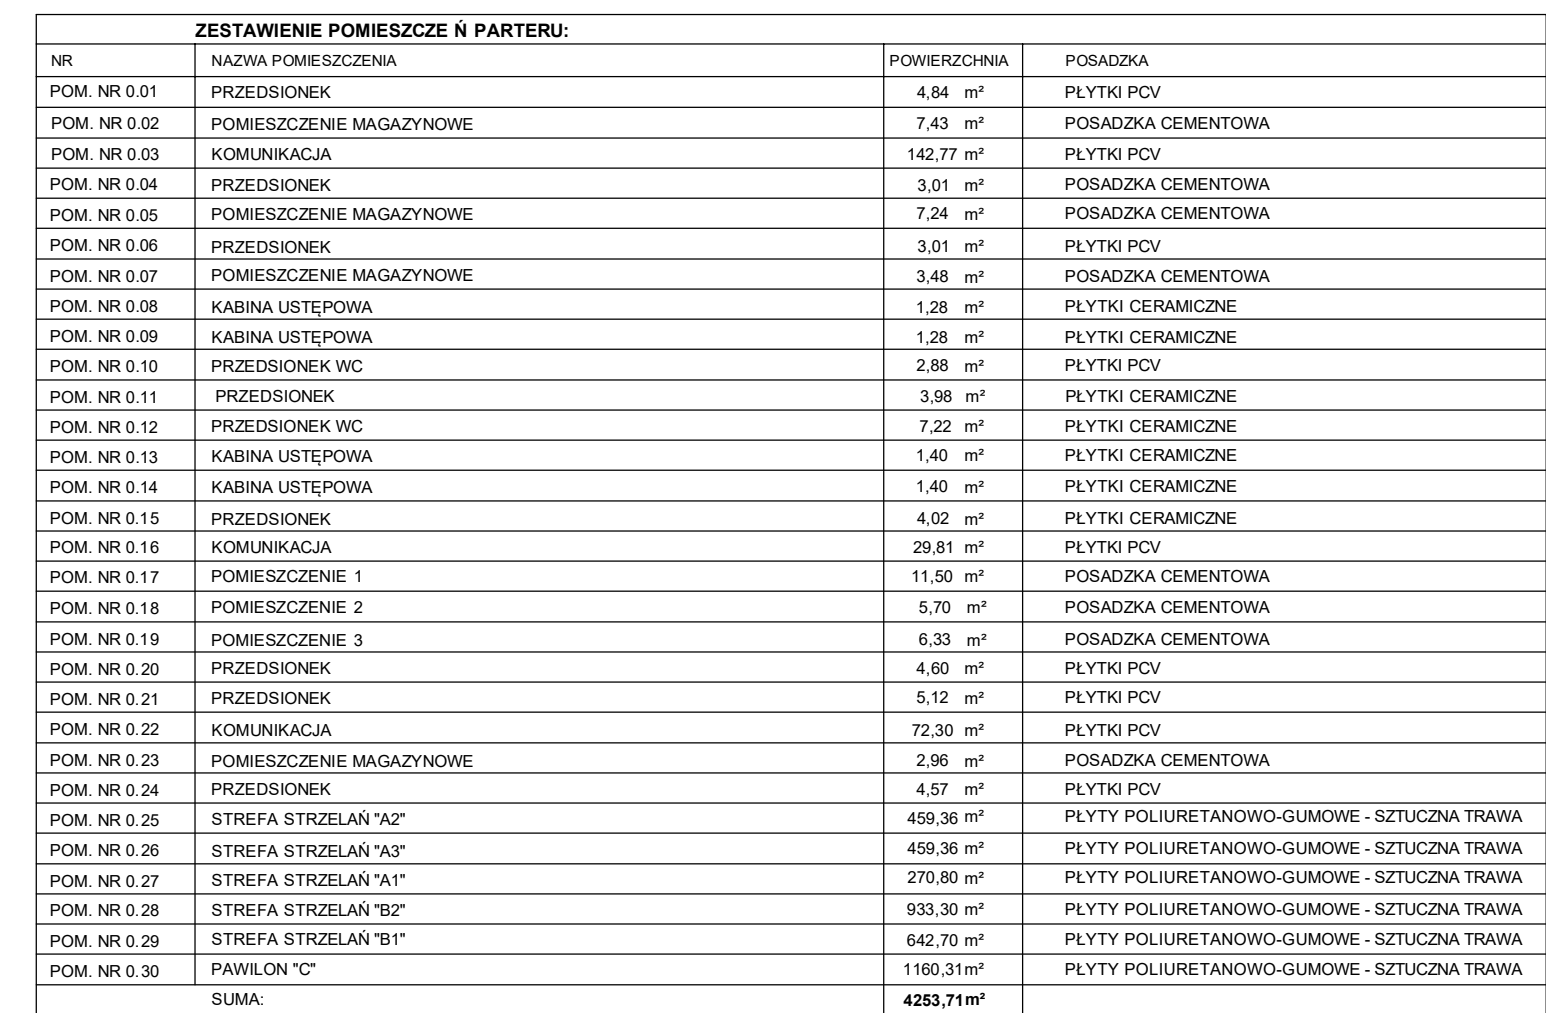 ZESTAWIENIE POMIESZCZE Ń PARTERU:
NR NAZWA POMIESZCZENIA POWIERZCHNIA POSADZKA
POM. NR 0.01 PRZEDSIONEK 4,84 m² PŁYTKI PCV
POM. NR 0.02 POMIESZCZENIE MAGAZYNOWE 7,43 m² POSADZKA CEMENTOWA
POM. NR 0.03 KOMUNIKACJA 142,77 m² PŁYTKI PCV
POM. NR 0.04 PRZEDSIONEK 3,01 m² POSADZKA CEMENTOWA
POM. NR 0.05 POMIESZCZENIE MAGAZYNOWE 7,24 m² POSADZKA CEMENTOWA
POM. NR 0.06 PRZEDSIONEK 3,01 m² PŁYTKI PCV
POM. NR 0.07 POMIESZCZENIE MAGAZYNOWE 3,48 m² POSADZKA CEMENTOWA
POM. NR 0.08 KABINA USTĘPOWA 1,28 m² PŁYTKI CERAMICZNE
POM. NR 0.09 KABINA USTĘPOWA 1,28 m² PŁYTKI CERAMICZNE
POM. NR 0.10 PRZEDSIONEK WC 2,88 m² PŁYTKI PCV
POM. NR 0.11 PRZEDSIONEK 3,98 m² PŁYTKI CERAMICZNE
POM. NR 0.12 PRZEDSIONEK WC 7,22 m² PŁYTKI CERAMICZNE
POM. NR 0.13 KABINA USTĘPOWA 1,40 m² PŁYTKI CERAMICZNE
POM. NR 0.14 KABINA USTĘPOWA 1,40 m² PŁYTKI CERAMICZNE
POM. NR 0.15 PRZEDSIONEK 4,02 m² PŁYTKI CERAMICZNE
POM. NR 0.16 KOMUNIKACJA 29,81 m² PŁYTKI PCV
POM. NR 0.17 POMIESZCZENIE 1 11,50 m² POSADZKA CEMENTOWA
POM. NR 0.18 POMIESZCZENIE 2 5,70 m² POSADZKA CEMENTOWA
POM. NR 0.19 POMIESZCZENIE 3 6,33 m² POSADZKA CEMENTOWA
POM. NR 0.20 PRZEDSIONEK 4,60 m² PŁYTKI PCV
POM. NR 0.21 PRZEDSIONEK 5,12 m² PŁYTKI PCV
POM. NR 0.22 KOMUNIKACJA 72,30 m² PŁYTKI PCV
POM. NR 0.23 POMIESZCZENIE MAGAZYNOWE 2,96 m² POSADZKA CEMENTOWA
POM. NR 0.24 PRZEDSIONEK 4,57 m² PŁYTKI PCV
POM. NR 0.25 STREFA STRZELAŃ "A2" 459,36 m² PŁYTY POLIURETANOWO-GUMOWE - SZTUCZNA TRAWA
POM. NR 0.26 STREFA STRZELAŃ "A3" 459,36 m² PŁYTY POLIURETANOWO-GUMOWE - SZTUCZNA TRAWA
POM. NR 0.27 STREFA STRZELAŃ "A1" 270,80 m² PŁYTY POLIURETANOWO-GUMOWE - SZTUCZNA TRAWA
POM. NR 0.28 STREFA STRZELAŃ "B2" 933,30 m² PŁYTY POLIURETANOWO-GUMOWE - SZTUCZNA TRAWA
POM. NR 0.29 STREFA STRZELAŃ "B1" 642,70 m² PŁYTY POLIURETANOWO-GUMOWE - SZTUCZNA TRAWA
POM. NR 0.30 PAWILON "C" 1160,31 m² PŁYTY POLIURETANOWO-GUMOWE - SZTUCZNA TRAWA
SUMA: 4253,71 m²